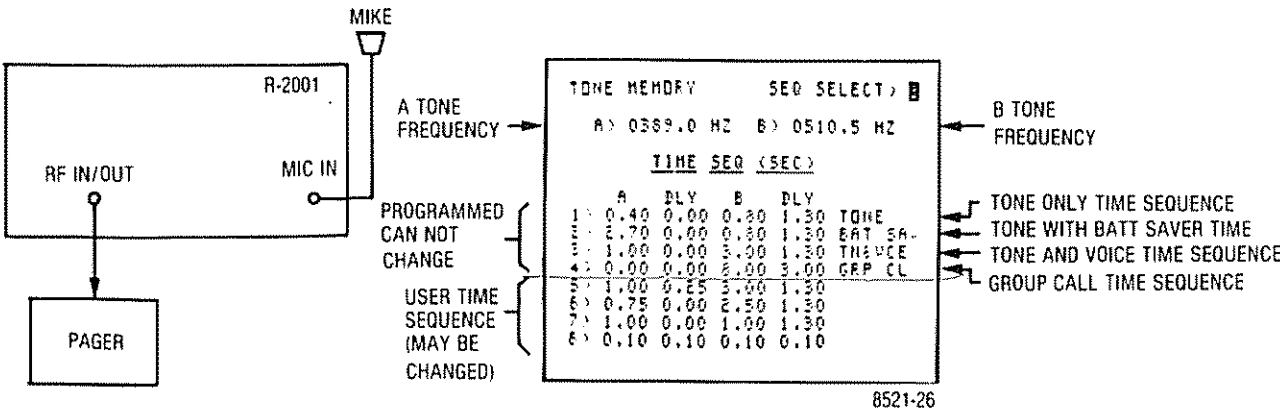 MIKE
R-2001
RF IN/OUT
MIC IN
PAGER
A TONE
FREQUENCY
PROGRAMMED
CAN NOT
CHANGE
USER TIME
SEQUENCE
(MAY BE
CHANGED)
TONE MEMORY SEQ SELECT>
A> 0389.0 HZ B> 0510.5 HZ
TIME SEQ (SEC)
A DLY B DLY
1> 0.40 0.00 0.80 1.30 TONE
2> 2.70 0.00 0.80 1.30 BAT SA
3> 1.00 0.00 3.00 1.30 TN&VCE
4> 0.00 0.00 8.00 3.00 GRP CL
5> 1.00 0.25 3.00 1.30
6> 0.75 0.00 2.50 1.30
7> 1.00 0.00 1.00 1.30
8> 0.10 0.10 0.10 0.10
B TONE
FREQUENCY
TONE ONLY TIME SEQUENCE
TONE WITH BATT SAVER TIME
TONE AND VOICE TIME SEQUENCE
GROUP CALL TIME SEQUENCE
8521-26